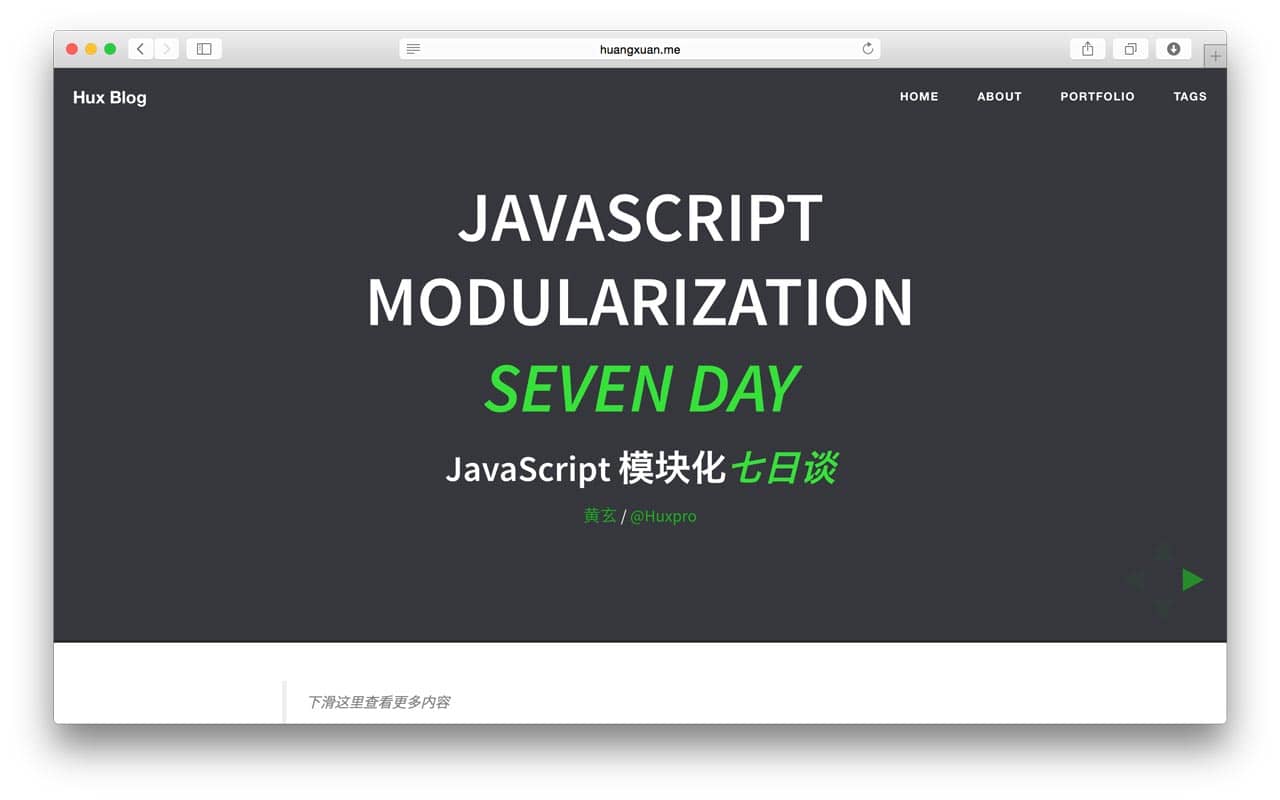 huangxuan.me
Hux Blog
HOME ABOUT PORTFOLIO TAGS
JAVASCRIPT
MODULARIZATION
SEVEN DAY
JavaScript 模块化七日谈
黄玄 / @Huxpro
下滑这里查看更多内容